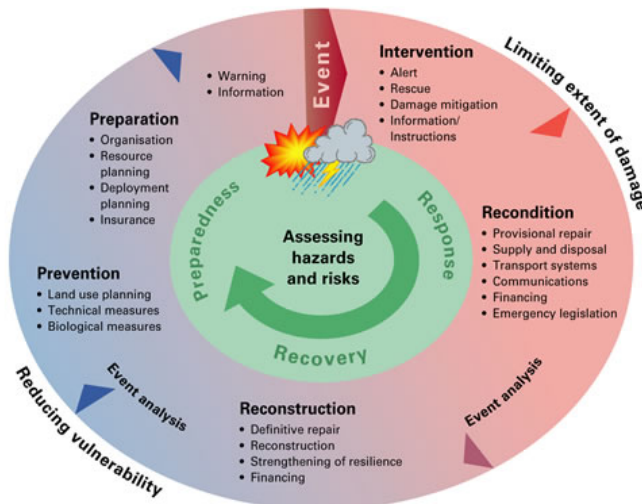 Event
Intervention
• Alert
• Rescue
• Damage mitigation
• Information/
Instructions
Limiting extent of damage
Recondition
• Provisional repair
• Supply and disposal
• Transport systems
• Communications
• Financing
• Emergency legislation
Event analysis
Reconstruction
• Definitive repair
• Reconstruction
• Strengthening of resilience
• Financing
Event analysis
Reducing vulnerability
Prevention
• Land use planning
• Technical measures
• Biological measures
Preparation
• Organisation
• Resource
planning
• Deployment
planning
• Insurance
• Warning
• Information
Assessing
hazards
and risks
Response
Recovery
Preparedness